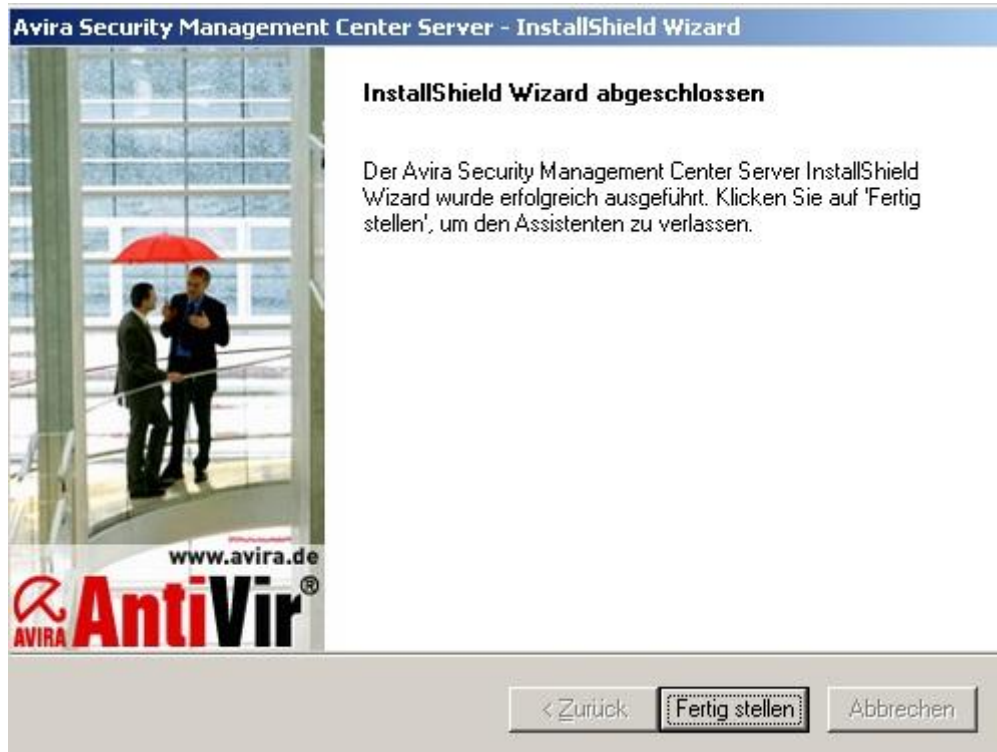 Avira Security Management Center Server - InstallShield Wizard
InstallShield Wizard abgeschlossen
Der Avira Security Management Center Server InstallShield
Wizard wurde erfolgreich ausgeführt. Klicken Sie auf 'Fertig
stellen', um den Assistenten zu verlassen.
www.avira.de
AVIRA AntiVir®
< Zurück
Fertig stellen
Abbrechen